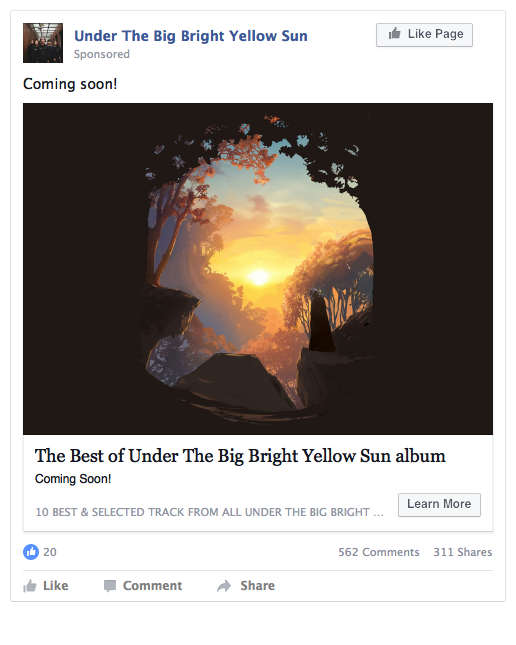 Under The Big Bright Yellow Sun
Like Page
Sponsored
Coming soon!
The Best of Under The Big Bright Yellow Sun album
Coming Soon!
10 BEST & SELECTED TRACK FROM ALL UNDER THE BIG BRIGHT ...
Learn More
20
562 Comments 311 Shares
Like Comment Share